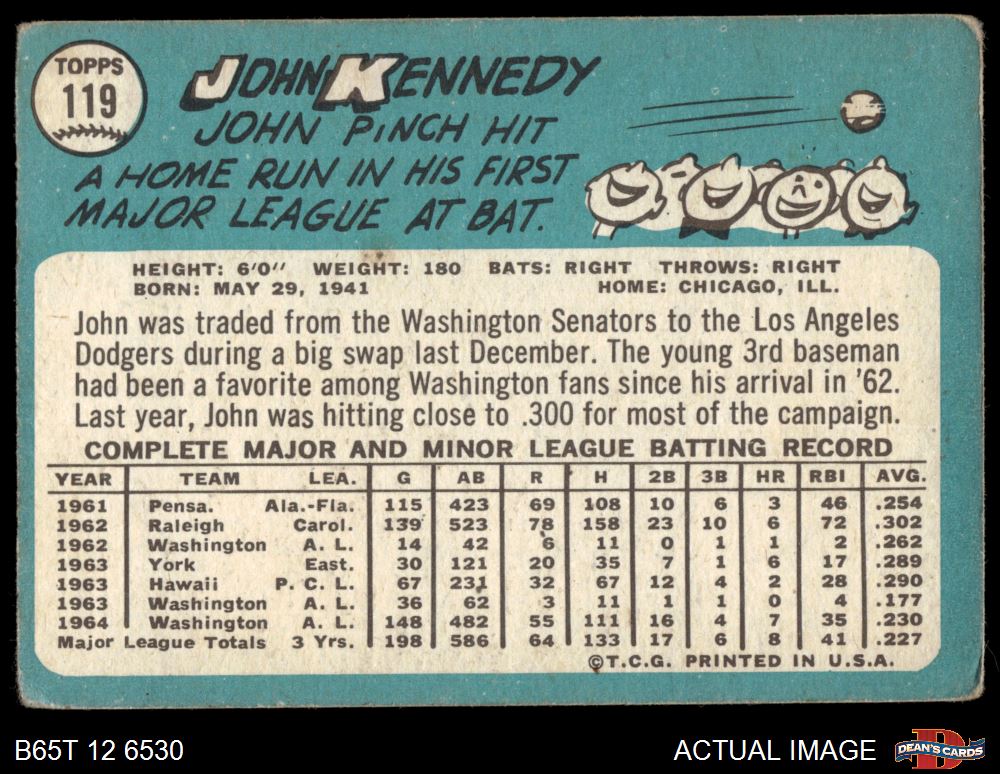 TOPPS
119
JOHN KENNEDY
JOHN PINCH HIT
A HOME RUN IN HIS FIRST
MAJOR LEAGUE AT BAT.
HEIGHT: 6'0" WEIGHT: 180 BATS: RIGHT THROWS: RIGHT
BORN: MAY 29, 1941 HOME: CHICAGO, ILL.
John was traded from the Washington Senators to the Los Angeles
Dodgers during a big swap last December. The young 3rd baseman
had been a favorite among Washington fans since his arrival in '62.
Last year, John was hitting close to .300 for most of the campaign.
COMPLETE MAJOR AND MINOR LEAGUE BATTING RECORD
YEAR TEAM LEA. G AB R H 2B 3B HR RBI AVG.
1961 Pensa. Ala.-Fla. 115 423 69 108 10 6 3 46 .254
1962 Raleigh Carol. 139 523 78 158 23 10 6 72 .302
1962 Washington A. L. 14 42 6 11 0 1 1 2 .262
1963 York East. 30 121 20 35 7 1 6 17 .289
1963 Hawaii P. C. L. 67 231 32 67 12 4 2 28 .290
1963 Washington A. L. 36 62 3 11 1 1 0 4 .177
1964 Washington A. L. 148 482 55 111 16 4 7 35 .230
Major League Totals 3 Yrs. 198 586 64 133 17 6 8 41 .227
©T.C.G. PRINTED IN U.S.A.
B65T 12 6530
ACTUAL IMAGE
D
DEAN'S CARDS